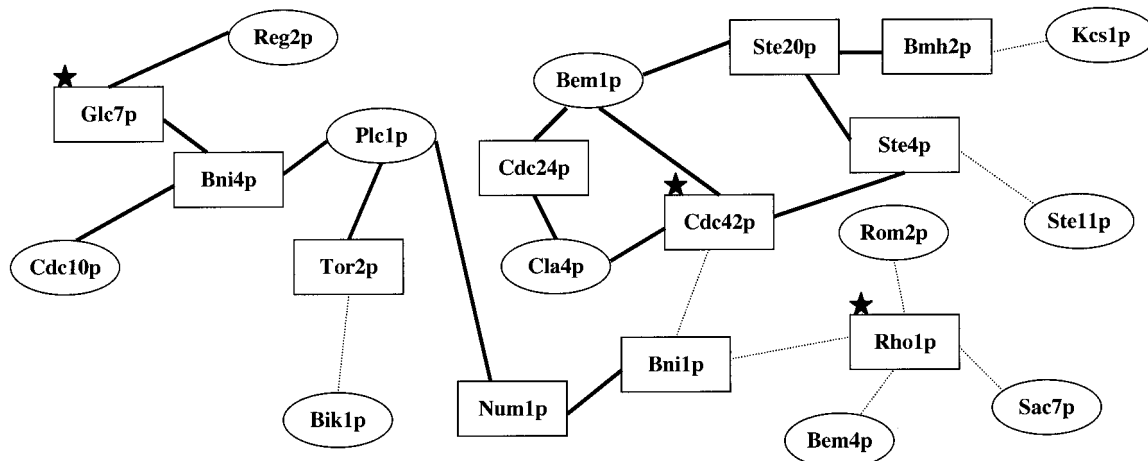 Reg2p
Ste20p
Bmh2p
Kcs1p
Bem1p
Glc7p
Plc1p
Ste4p
Bni4p
Cdc24p
Cdc42p
Ste11p
Rom2p
Cdc10p
Tor2p
Cla4p
Rho1p
Bni1p
Bik1p
Num1p
Sac7p
Bem4p